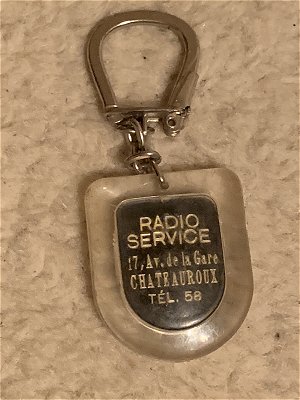 RADIO
SERVICE
17, Av. de la Gare
CHATEAUROUX
TÉL. 58